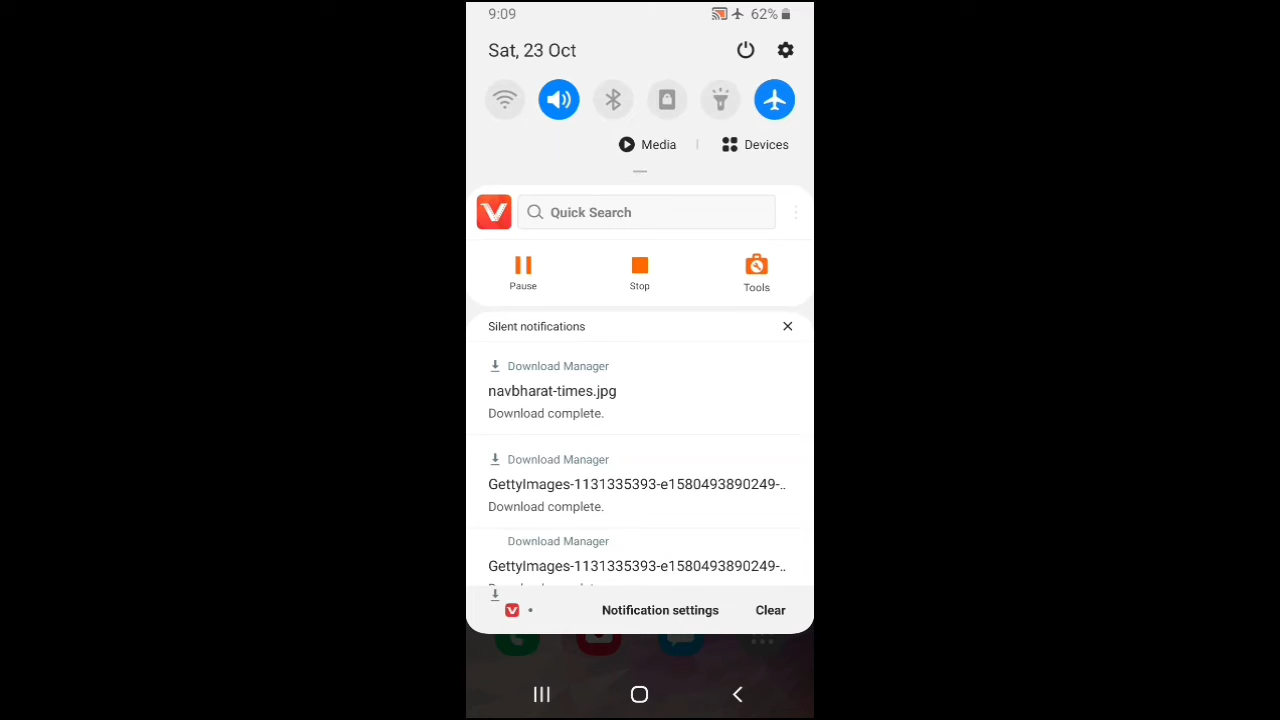 9:09
62%
Sat, 23 Oct
Media
Devices
Quick Search
Pause
Stop
Tools
Silent notifications
Download Manager
navbharat-times.jpg
Download complete.
Download Manager
GettyImages-1131335393-e1580493890249-..
Download complete.
Download Manager
GettyImages-1131335393-e1580493890249-..
Notification settings
Clear